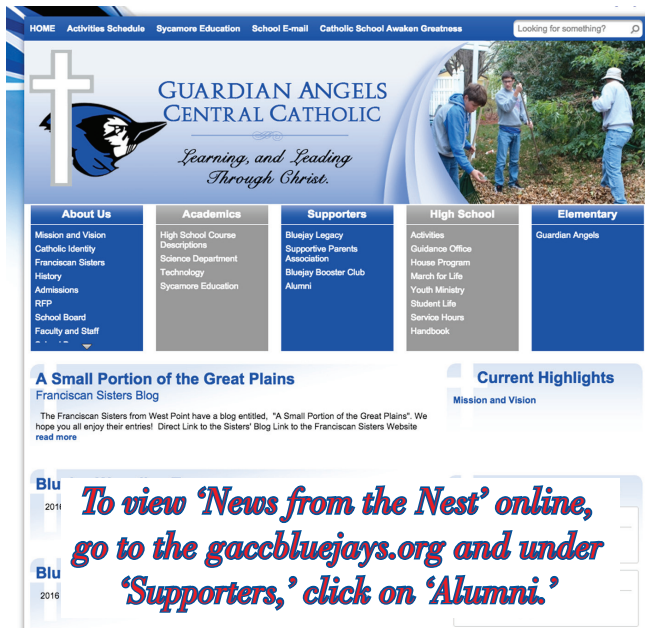 HOME Activities Schedule Sycamore Education School E-mail Catholic School Awaken Greatness Looking for something?
GUARDIAN ANGELS
CENTRAL CATHOLIC
Learning, and Leading
Through Christ.
About Us
Mission and Vision
Catholic Identity
Franciscan Sisters
History
Admissions
RFP
School Board
Faculty and Staff
Academics
High School Course
Descriptions
Science Department
Technology
Sycamore Education
Supporters
Bluejay Legacy
Supportive Parents
Association
Bluejay Booster Club
Alumni
High School
Activities
Guidance Office
House Program
March for Life
Youth Ministry
Student Life
Service Hours
Handbook
Elementary
Guardian Angels
A Small Portion of the Great Plains
Franciscan Sisters Blog
The Franciscan Sisters from West Point have a blog entitled, "A Small Portion of the Great Plains". We
hope you all enjoy their entries! Direct Link to the Sisters' Blog Link to the Franciscan Sisters Website
read more
Current Highlights
Mission and Vision
Blu
2016
To view ‘News from the Nest’ online,
go to the gaccbluejays.org and under
‘Supporters,’ click on ‘Alumni.’
Blu
2016